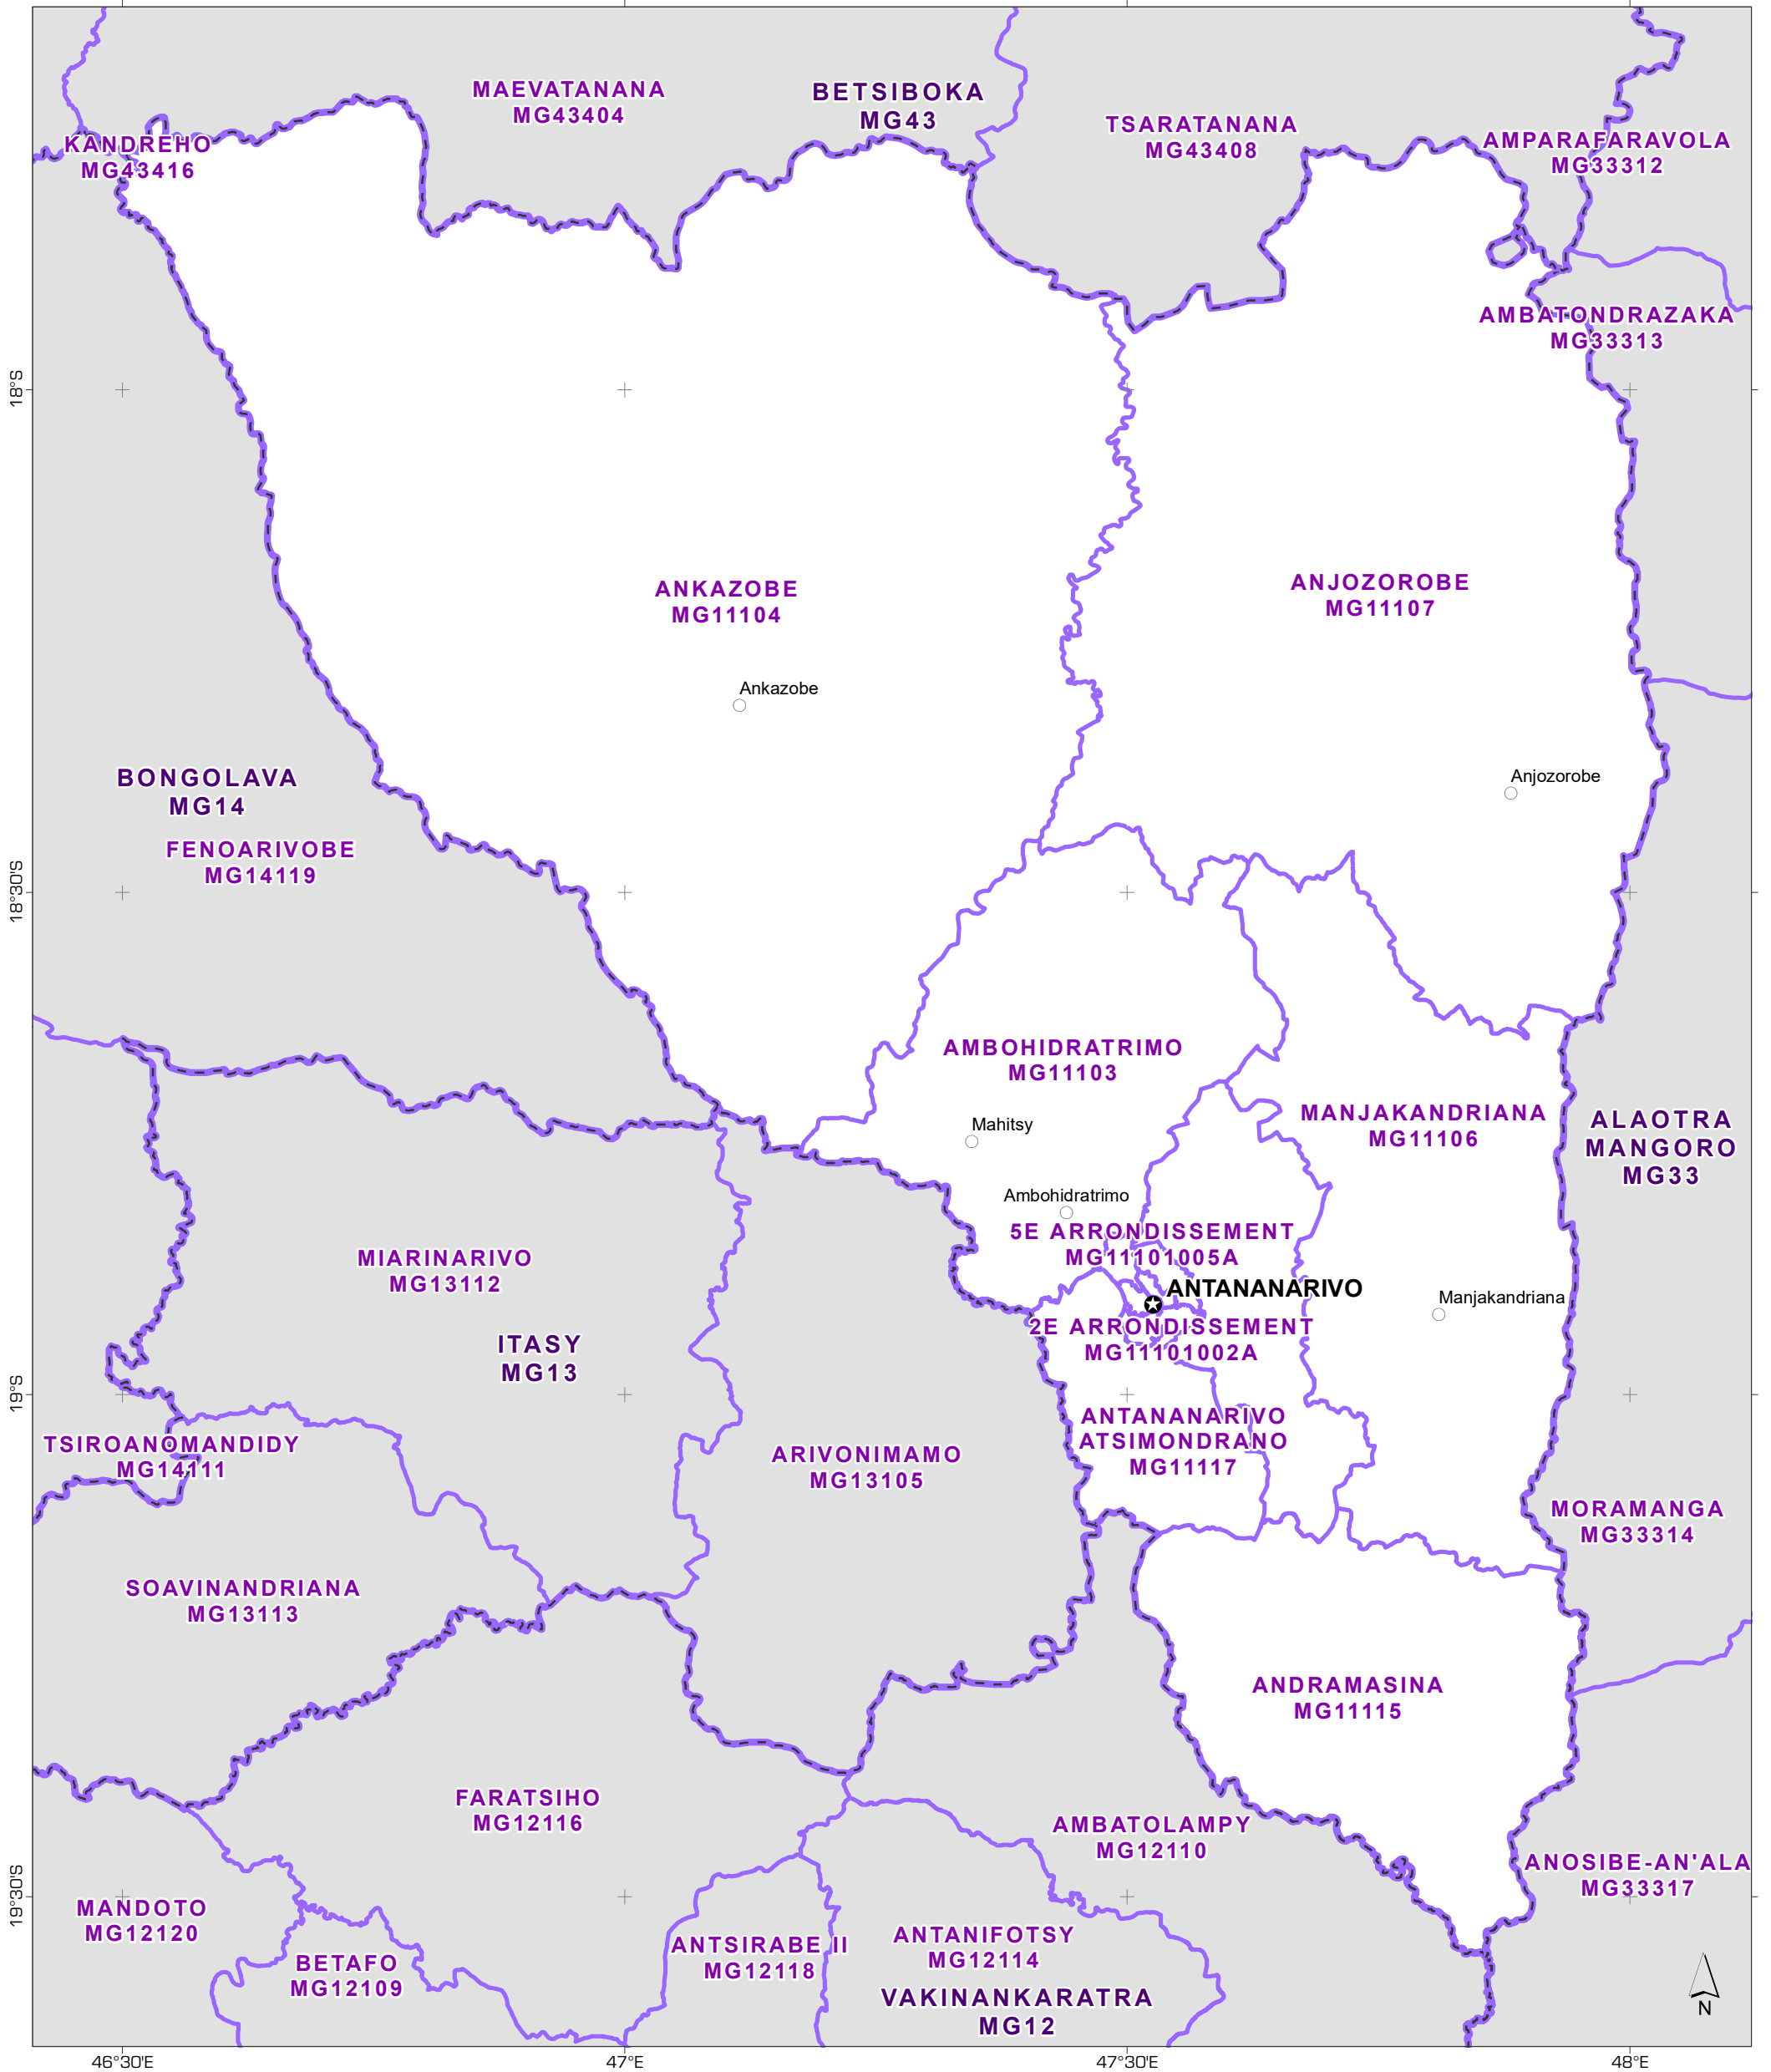 MAEVATANANA
MG43404
BETSIBOKA
MG43
TSARATANANA
MG43408
AMPARAFARAVOLA
MG33312
KANDREHO
MG43416
AMBATONDRAZAKA
MG33313
18°S
ANKAZOBE
MG11104
ANJOZOROBE
MG11107
Ankazobe
Anjozorobe
BONGOLAVA
MG14
FENOARIVOBE
MG14119
18°30'S
AMBOHIDRATRIMO
MG11103
MANJAKANDRIANA
MG11106
ALAOTRA
MANGORO
MG33
Mahitsy
Ambohidratrimo
5E ARRONDISSEMENT
MG11101005A
ANTANANARIVO
Manjakandriana
2E ARRONDISSEMENT
MG11101002A
MIARINARIVO
MG13112
ITASY
MG13
19°S
ANTANANARIVO
ATSIMONDRANO
MG11117
TSIROANOMANDIDY
MG14111
ARIVONIMAMO
MG13105
MORAMANGA
MG33314
SOAVINANDRIANA
MG13113
ANDRAMASINA
MG11115
FARATSIHO
MG12116
AMBATOLAMPY
MG12110
ANOSIBE-AN'ALA
MG33317
19°30'S
MANDOTO
MG12120
BETAFO
MG12109
ANTSIRABE II
MG12118
ANTANIFOTSY
MG12114
VAKINANKARATRA
MG12
N
46°30'E
47°E
47°30'E
48°E